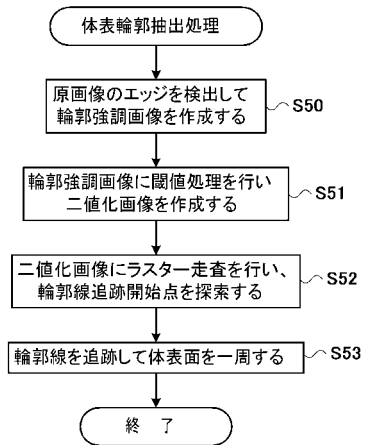 体表輪郭抽出処理
原画像のエッジを検出して
輪郭強調画像を作成する
S50
輪郭強調画像に閾値処理を行い
二値化画像を作成する
S51
二値化画像にラスター走査を行い、
輪郭線追跡開始点を探索する
S52
輪郭線を追跡して体表面を一周する
S53
終 了